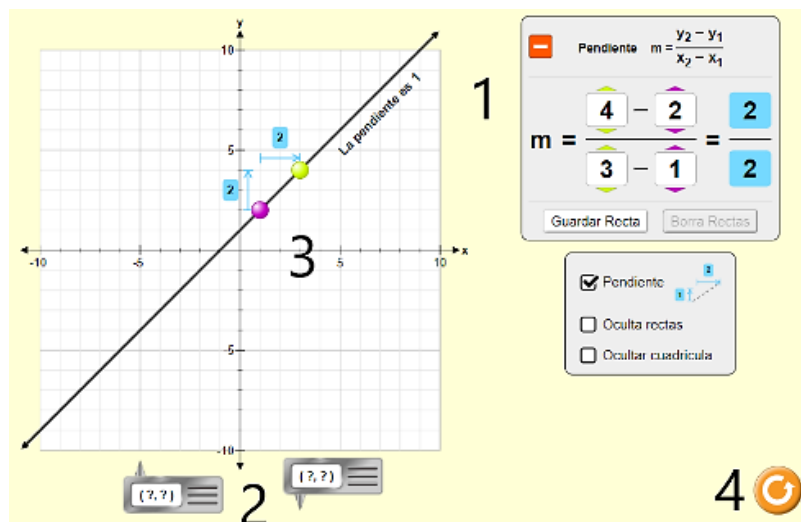 y
10
5
-10
-5
5
10
x
-5
-10
La pendiente es 1
2
2
1
Pendiente m = y₂ − y₁ / x₂ − x₁
m = 4 − 2 / 3 − 1 = 2 / 2
Guardar Recta Borra Rectas
3
Pendiente 1 2
Oculta rectas
Ocultar cuadrícula
(?,?)
2
(?,?)
4